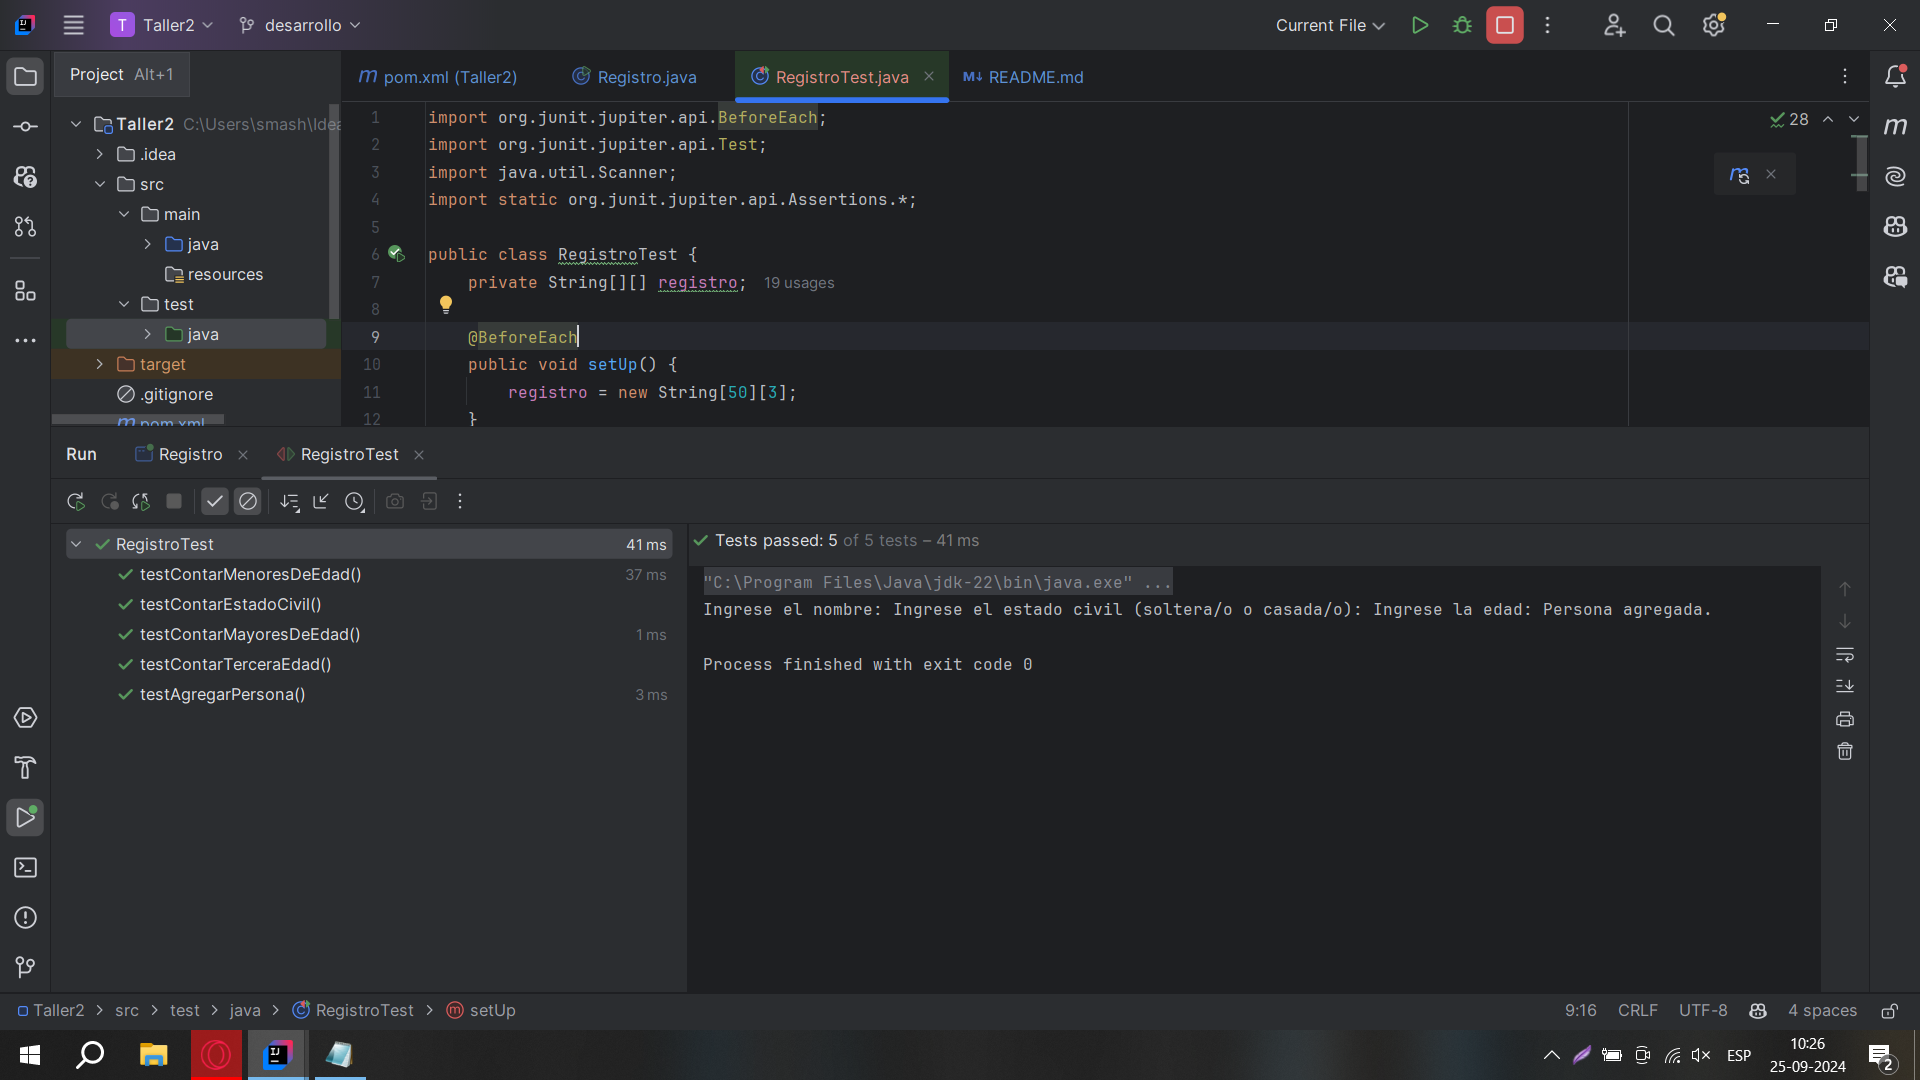 T Taller2 desarrollo Current File
Project Alt+1
pom.xml (Taller2) Registro.java RegistroTest.java README.md
Taller2 C:\Users\smash\Idea
.idea
src
main
java
resources
test
java
target
.gitignore
pom.xml
1 import org.junit.jupiter.api.BeforeEach;
2 import org.junit.jupiter.api.Test;
3 import java.util.Scanner;
4 import static org.junit.jupiter.api.Assertions.*;
5
6 public class RegistroTest {
7 private String[][] registro; 19 usages
8
9 @BeforeEach
10 public void setUp() {
11 registro = new String[50][3];
12 }
28
Run Registro RegistroTest
RegistroTest 41 ms
testContarMenoresDeEdad() 37 ms
testContarEstadoCivil()
testContarMayoresDeEdad() 1 ms
testContarTerceraEdad()
testAgregarPersona() 3 ms
Tests passed: 5 of 5 tests – 41 ms
"C:\Program Files\Java\jdk-22\bin\java.exe" ...
Ingrese el nombre: Ingrese el estado civil (soltera/o o casada/o): Ingrese la edad: Persona agregada.
Process finished with exit code 0
Taller2 > src > test > java > RegistroTest > setUp
9:16 CRLF UTF-8 4 spaces
ESP
10:26
25-09-2024
2